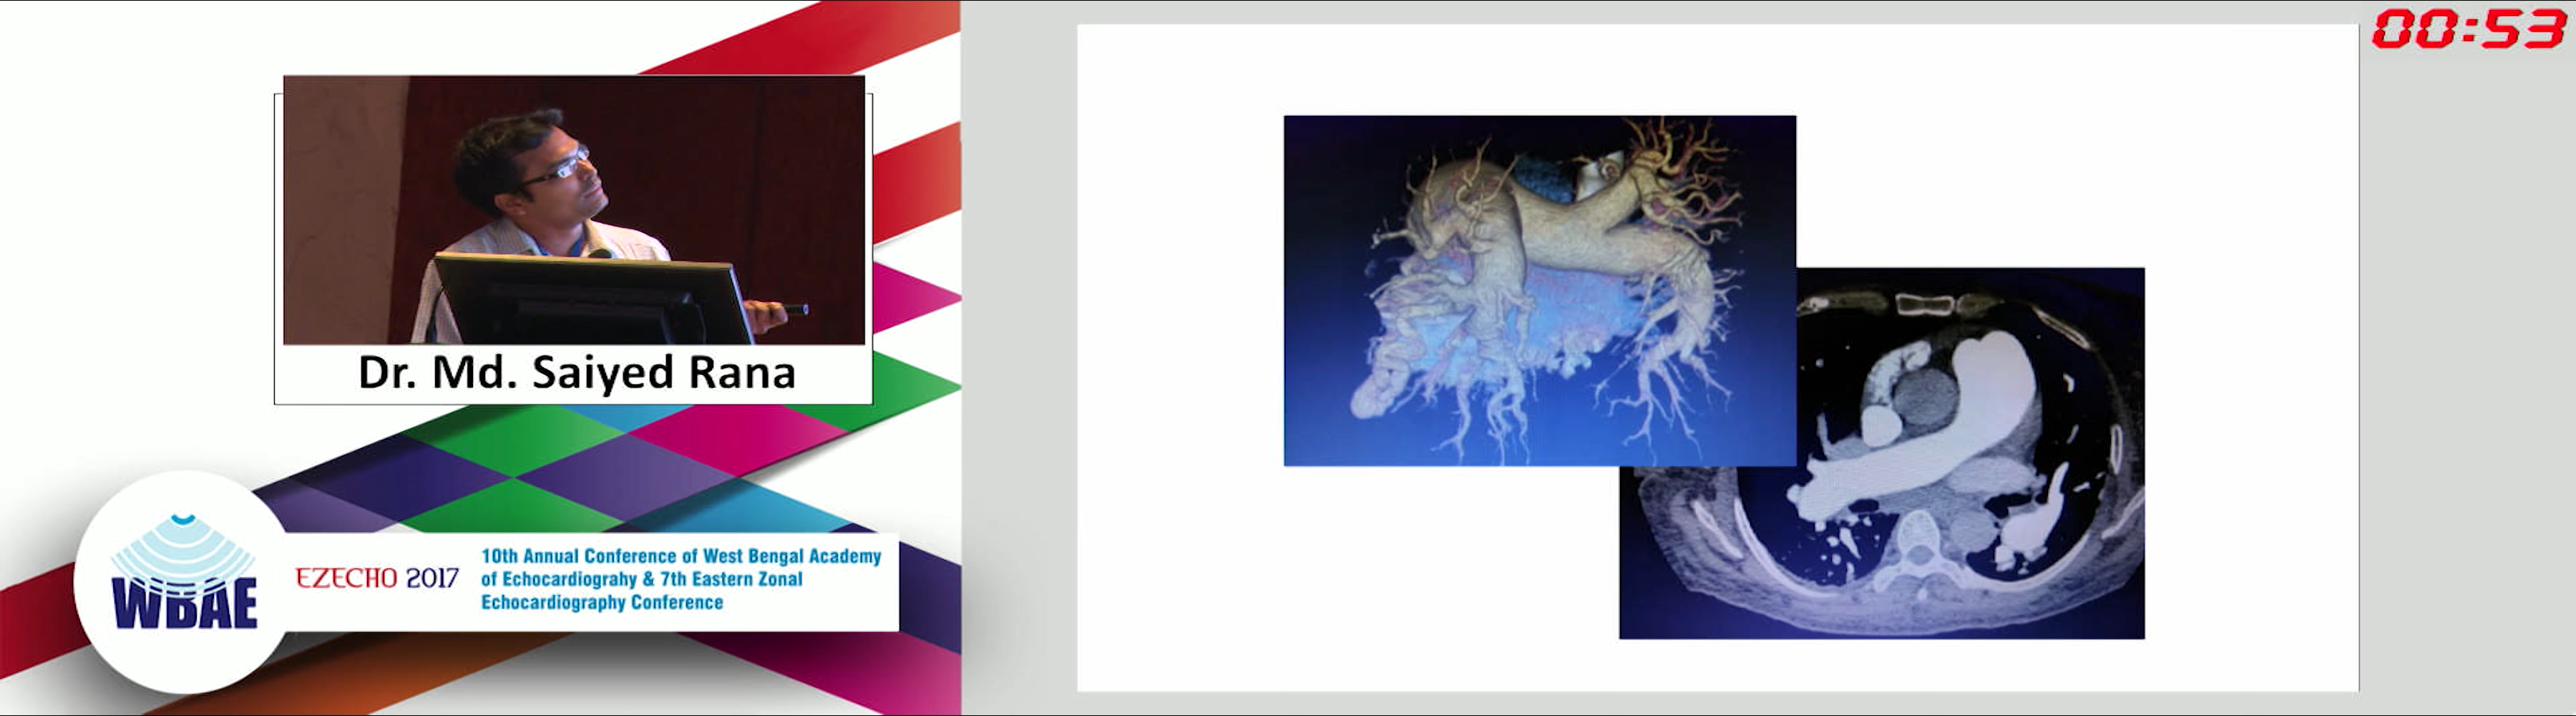 00:53
Dr. Md. Saiyed Rana
WBAE
EZECHO 2017
10th Annual Conference of West Bengal Academy
of Echocardiograhy & 7th Eastern Zonal
Echocardiography Conference